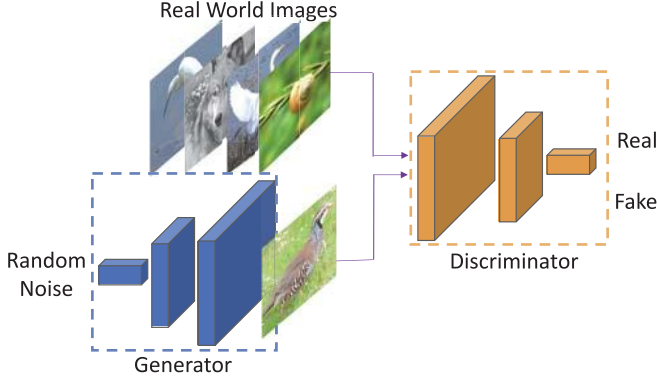 Real World Images
Real
Fake
Discriminator
Random
Noise
Generator